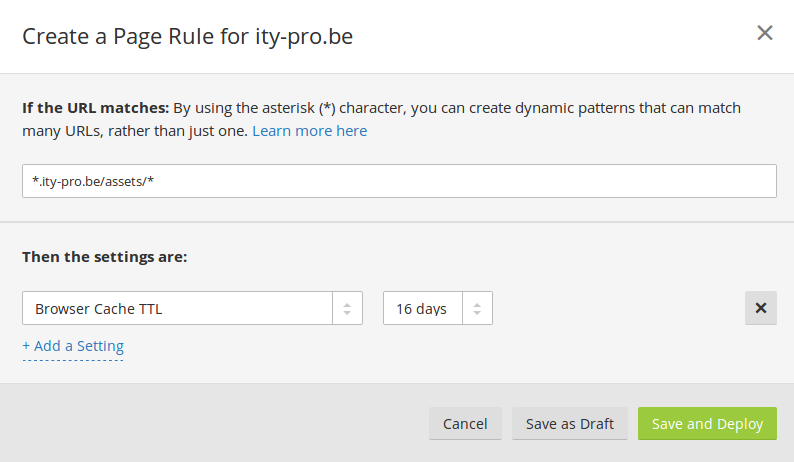 Create a Page Rule for ity-pro.be
If the URL matches: By using the asterisk (*) character, you can create dynamic patterns that can match
many URLs, rather than just one. Learn more here
*.ity-pro.be/assets/*
Then the settings are:
Browser Cache TTL 16 days
+ Add a Setting
Cancel Save as Draft Save and Deploy